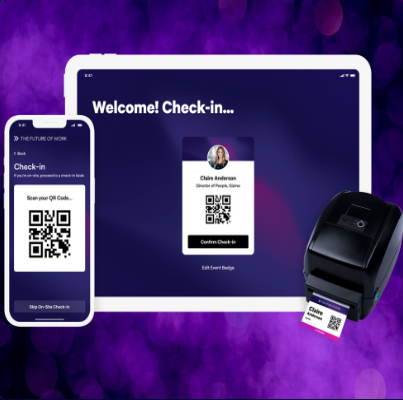 9:41
Welcome! Check-in...
Claire Anderson
Director of People, Gizmo
Confirm Check-in
Edit Event Badge
9:41
THE FUTURE OF WORK
Back
Check-in
If you're on-site, proceed to a check-in desk
Scan your QR Code...
Skip On-Site Check-in
Claire
Anderson